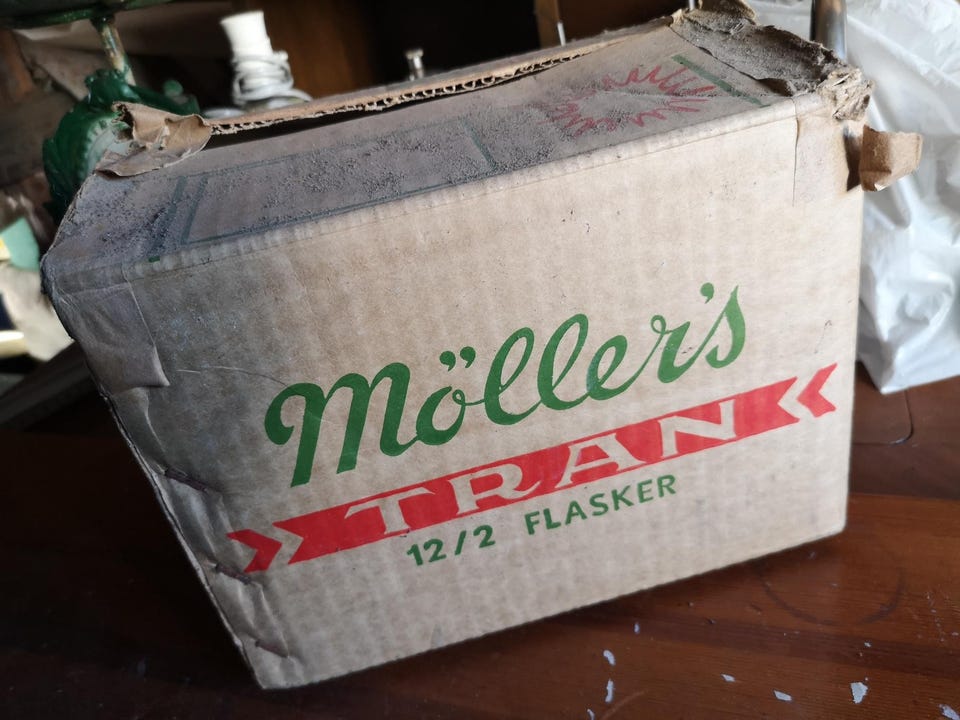 Möller's
TRAN
12/2 FLASKER